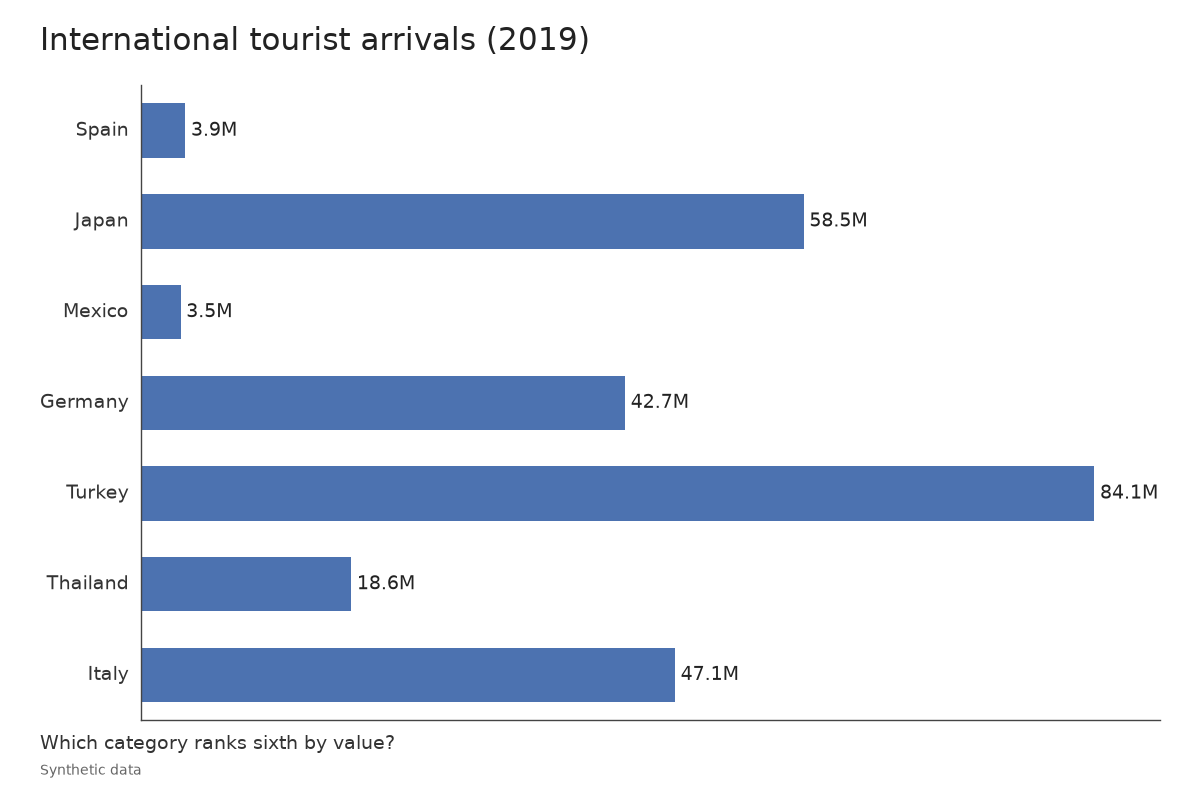 International tourist arrivals (2019)
Spain 3.9M
Japan 58.5M
Mexico 3.5M
Germany 42.7M
Turkey 84.1M
Thailand 18.6M
Italy 47.1M
Which category ranks sixth by value?
Synthetic data